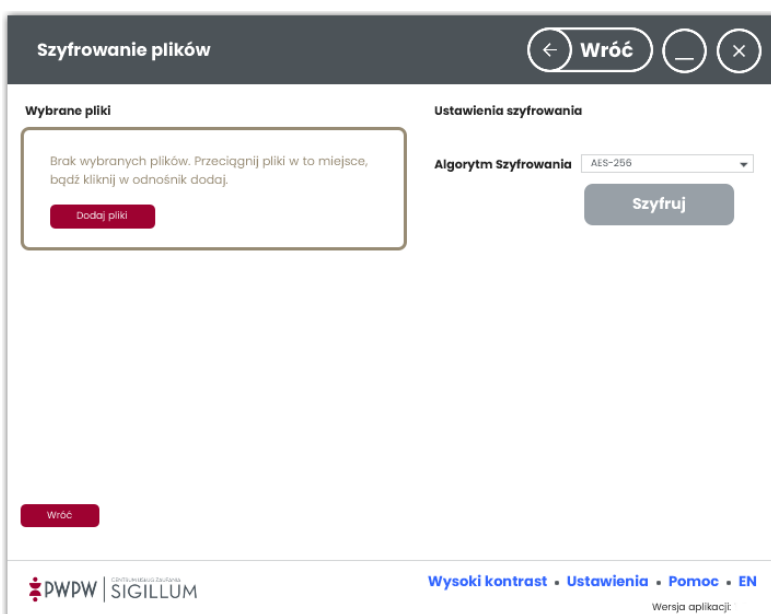 Szyfrowanie plików
Wróć
Wybrane pliki
Brak wybranych plików. Przeciągnij pliki w to miejsce,
bądź kliknij w odnośnik dodaj.
Dodaj pliki
Ustawienia szyfrowania
Algorytm Szyfrowania AES-256
Szyfruj
Wróć
PWPW SIGILLUM
Wysoki kontrast • Ustawienia • Pomoc • EN
Wersja aplikacji: